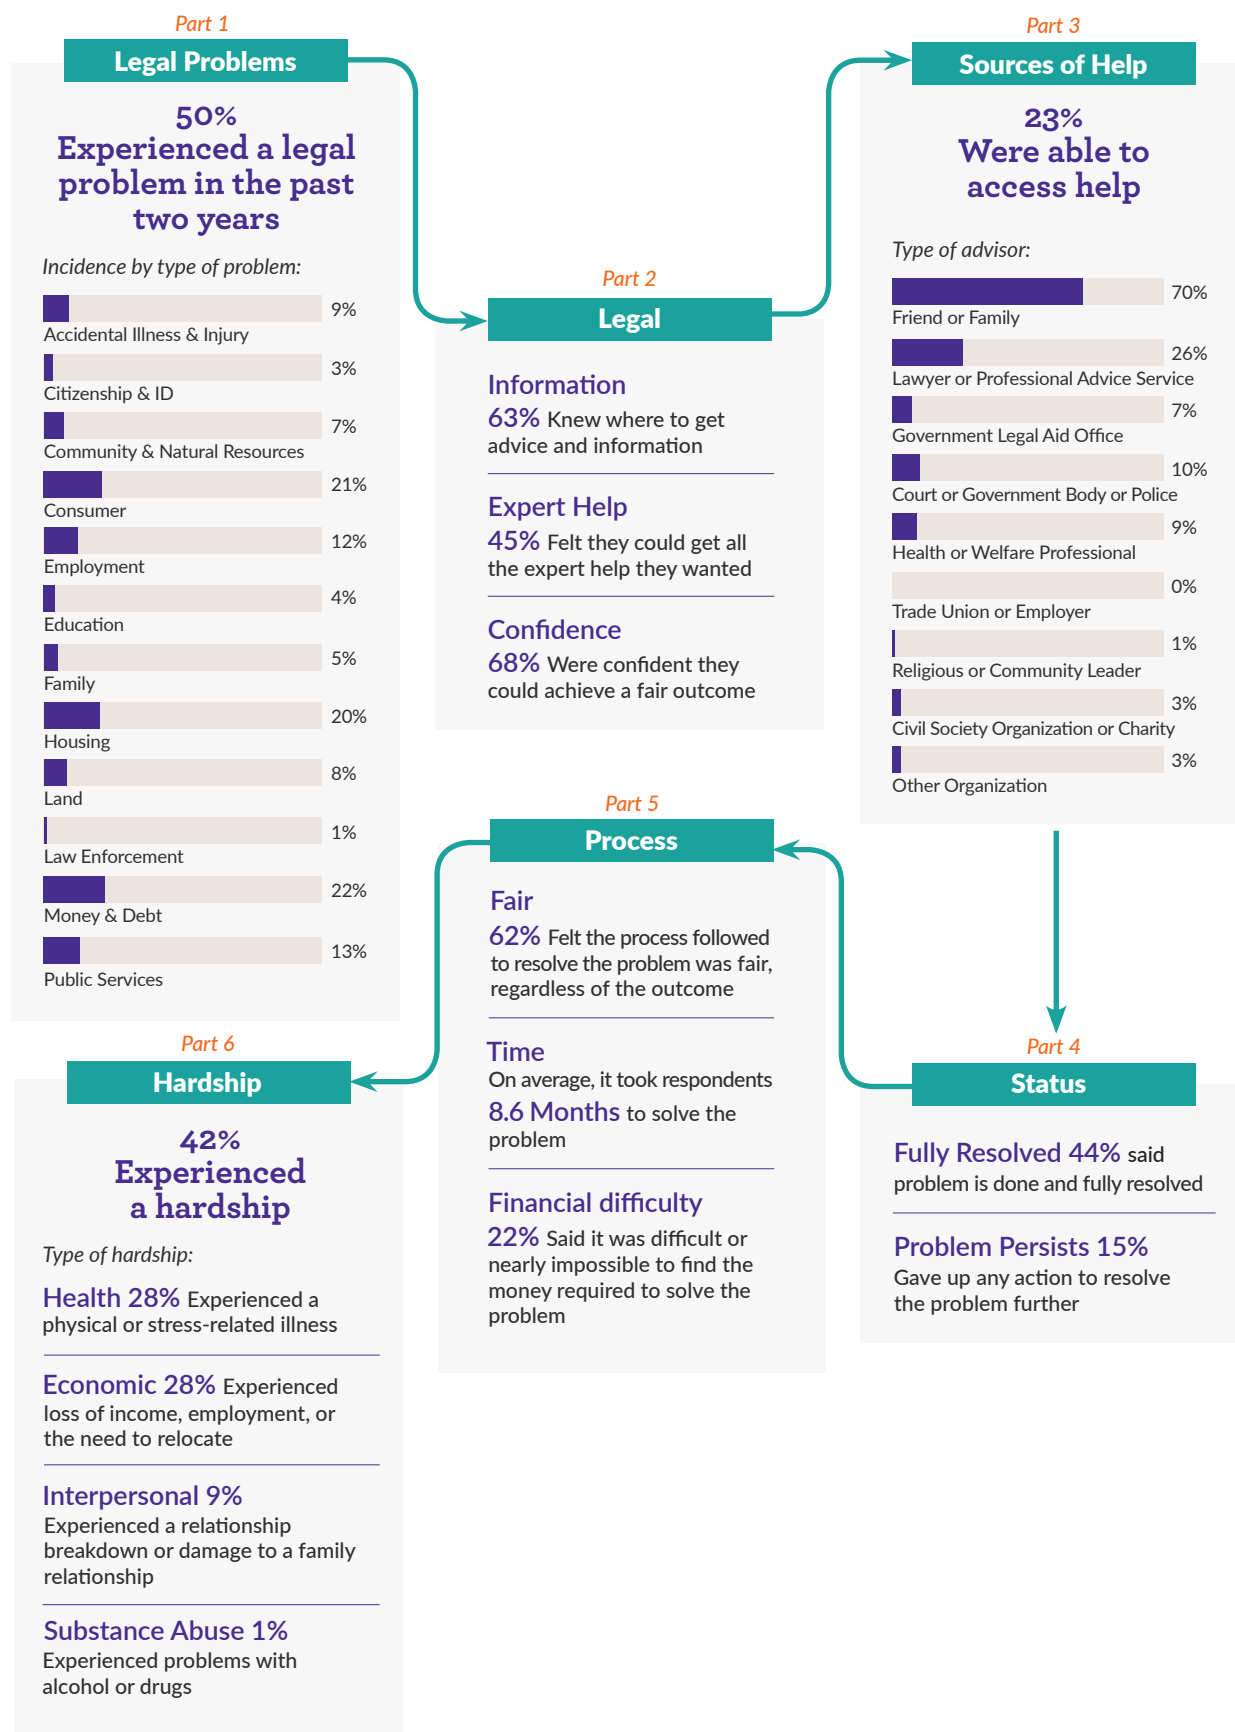 Part 1
Legal Problems
50%
Experienced a legal
problem in the past
two years
Incidence by type of problem:
9%
Accidental Illness & Injury
3%
Citizenship & ID
7%
Community & Natural Resources
21%
Consumer
12%
Employment
4%
Education
5%
Family
20%
Housing
8%
Land
1%
Law Enforcement
22%
Money & Debt
13%
Public Services
Part 2
Legal
Information
63% Knew where to get
advice and information
Expert Help
45% Felt they could get all
the expert help they wanted
Confidence
68% Were confident they
could achieve a fair outcome
Part 3
Sources of Help
23%
Were able to
access help
Type of advisor:
70%
Friend or Family
26%
Lawyer or Professional Advice Service
7%
Government Legal Aid Office
10%
Court or Government Body or Police
9%
Health or Welfare Professional
0%
Trade Union or Employer
1%
Religious or Community Leader
3%
Civil Society Organization or Charity
3%
Other Organization
Part 4
Status
Fully Resolved 44% said
problem is done and fully resolved
Problem Persists 15%
Gave up any action to resolve
the problem further
Part 5
Process
Fair
62% Felt the process followed
to resolve the problem was fair,
regardless of the outcome
Time
On average, it took respondents
8.6 Months to solve the
problem
Financial difficulty
22% Said it was difficult or
nearly impossible to find the
money required to solve the
problem
Part 6
Hardship
42%
Experienced
a hardship
Type of hardship:
Health 28% Experienced a
physical or stress-related illness
Economic 28% Experienced
loss of income, employment, or
the need to relocate
Interpersonal 9%
Experienced a relationship
breakdown or damage to a family
relationship
Substance Abuse 1%
Experienced problems with
alcohol or drugs